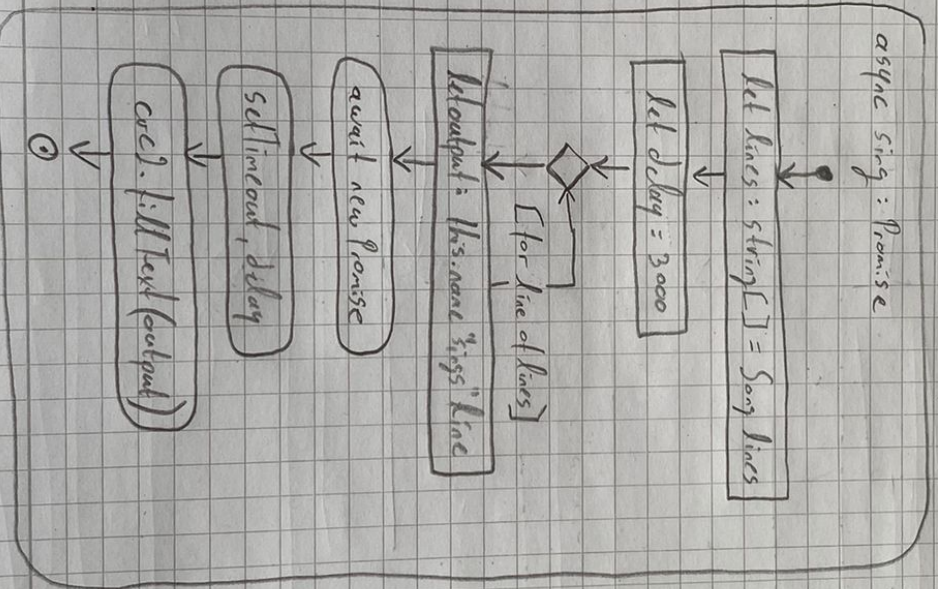 async sing : Promise
let lines : string[] = Song lines
let delay = 3000
[for line of lines]
let output = this.name "sings" line
await new Promise
setTimeout, delay
crc2.fillText(output)